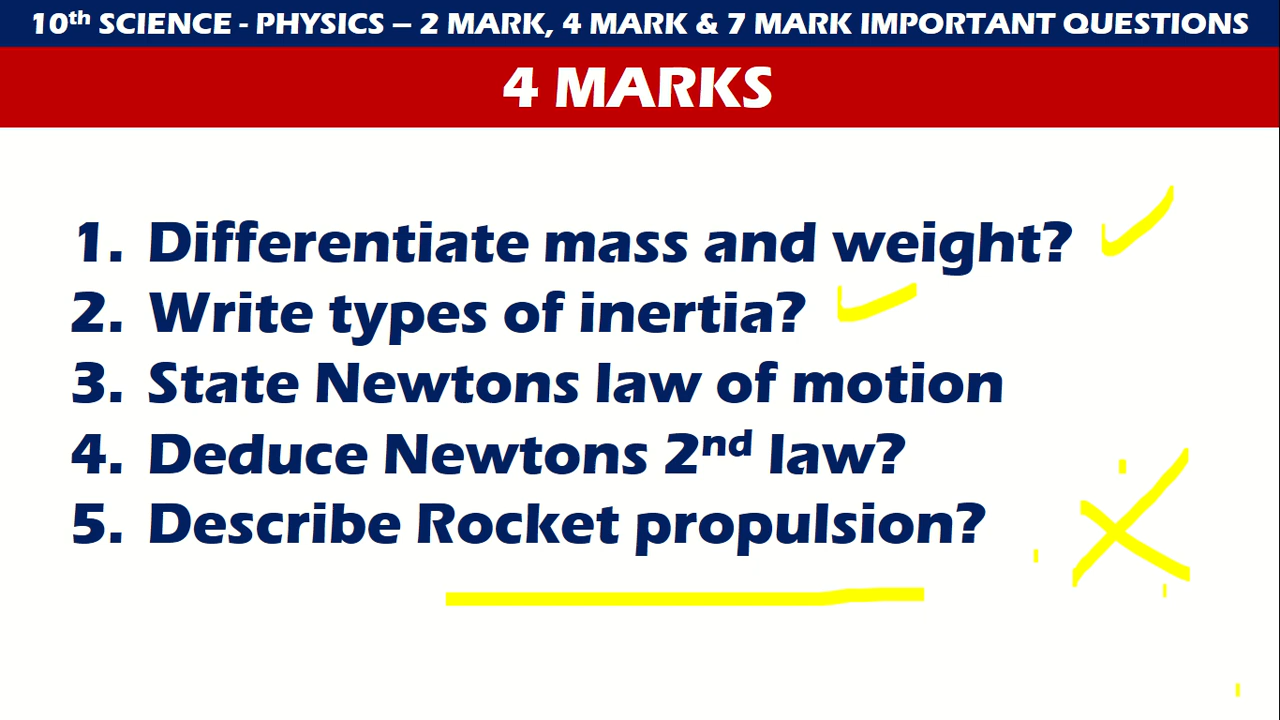 10th SCIENCE - PHYSICS – 2 MARK, 4 MARK & 7 MARK IMPORTANT QUESTIONS
4 MARKS
1. Differentiate mass and weight?
2. Write types of inertia?
3. State Newtons law of motion
4. Deduce Newtons 2nd law?
5. Describe Rocket propulsion?